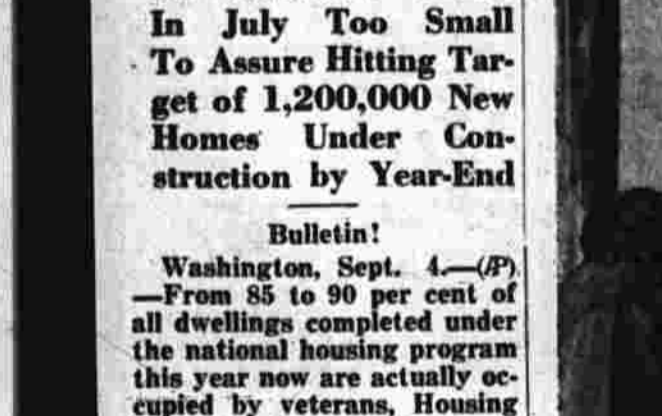 In July Too Small
To Assure Hitting Tar-
get of 1,200,000 New
Homes Under Con-
struction by Year-End
Bulletin!
Washington, Sept. 4.—(AP)
—From 85 to 90 per cent of
all dwellings completed under
the national housing program
this year now are actually oc-
cupied by veterans, Housing